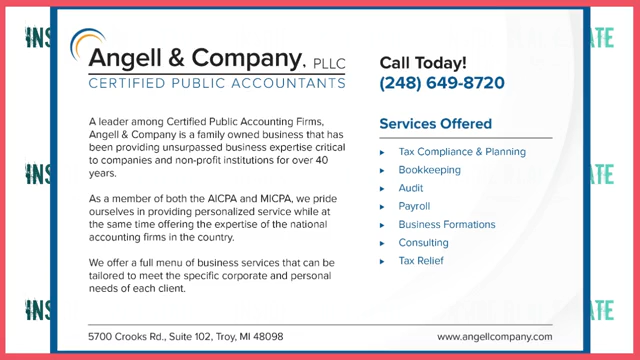 Angell & Company, PLLC
CERTIFIED PUBLIC ACCOUNTANTS
A leader among Certified Public Accounting Firms,
Angell & Company is a family owned business that has
been providing unsurpassed business expertise critical
to companies and non-profit institutions for over 40
years.
As a member of both the AICPA and MICPA, we pride
ourselves in providing personalized service while at
the same time offering the expertise of the national
accounting firms in the country.
We offer a full menu of business services that can be
tailored to meet the specific corporate and personal
needs of each client.
Call Today!
(248) 649-8720
Services Offered
Tax Compliance & Planning
Bookkeeping
Audit
Payroll
Business Formations
Consulting
Tax Relief
5700 Crooks Rd., Suite 102, Troy, MI 48098
www.angellcompany.com